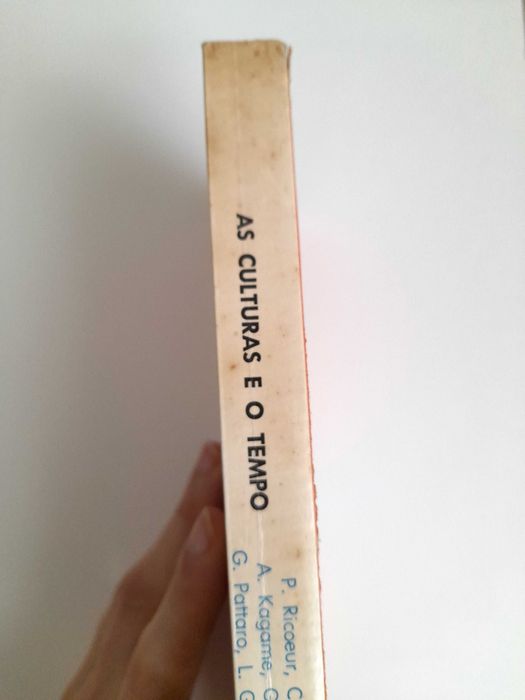 AS CULTURAS E O TEMPO
P. Ricoeur, C.
A. Kagame, G
G. Pattaro, L. G